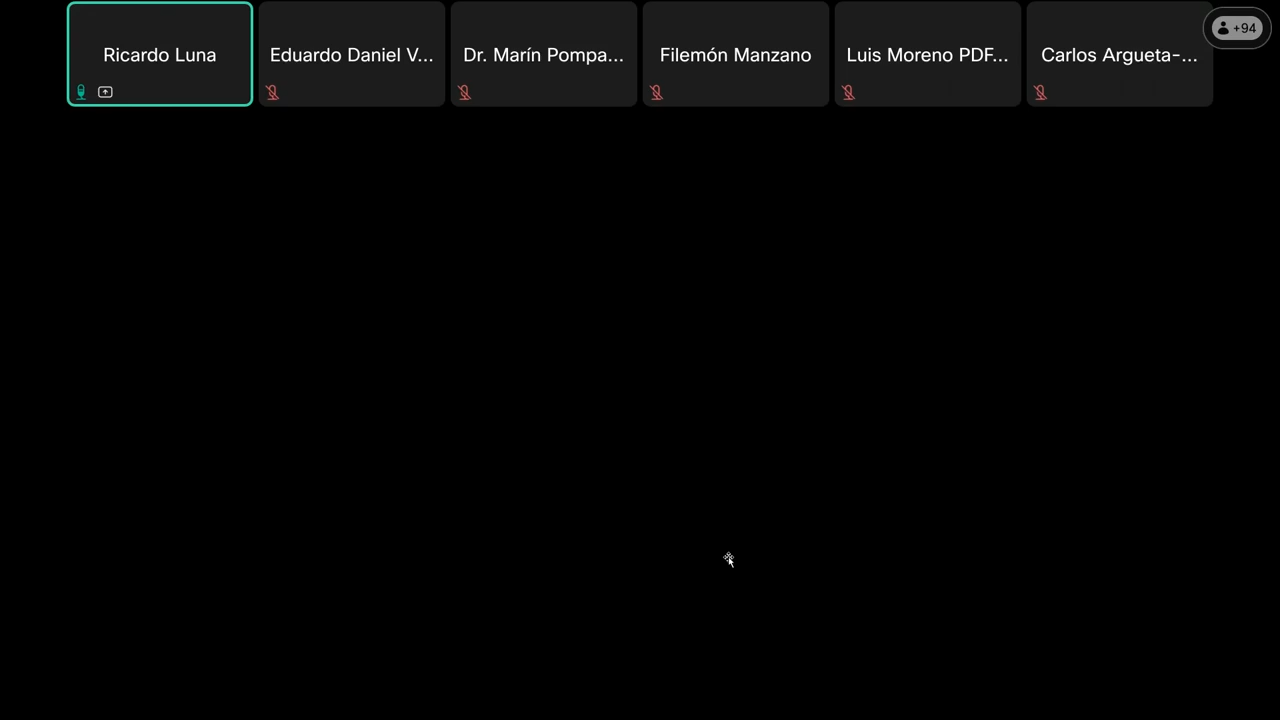 Ricardo Luna
Eduardo Daniel V...
Dr. Marín Pompa...
Filemón Manzano
Luis Moreno PDF...
Carlos Argueta-...
+94